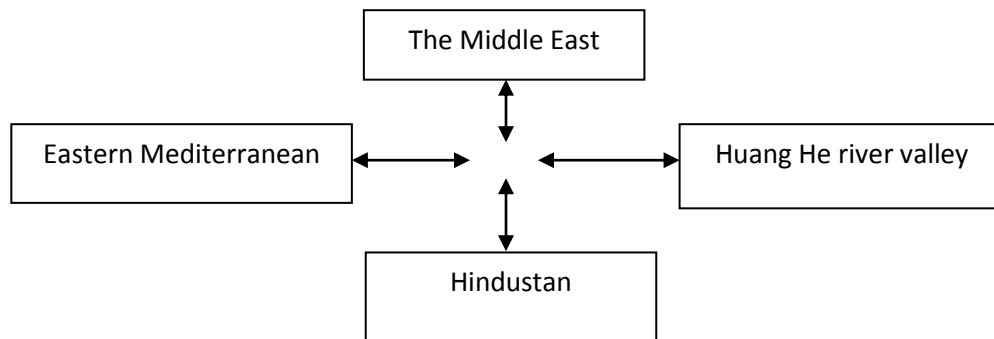 The Middle East
Eastern Mediterranean
Huang He river valley
Hindustan